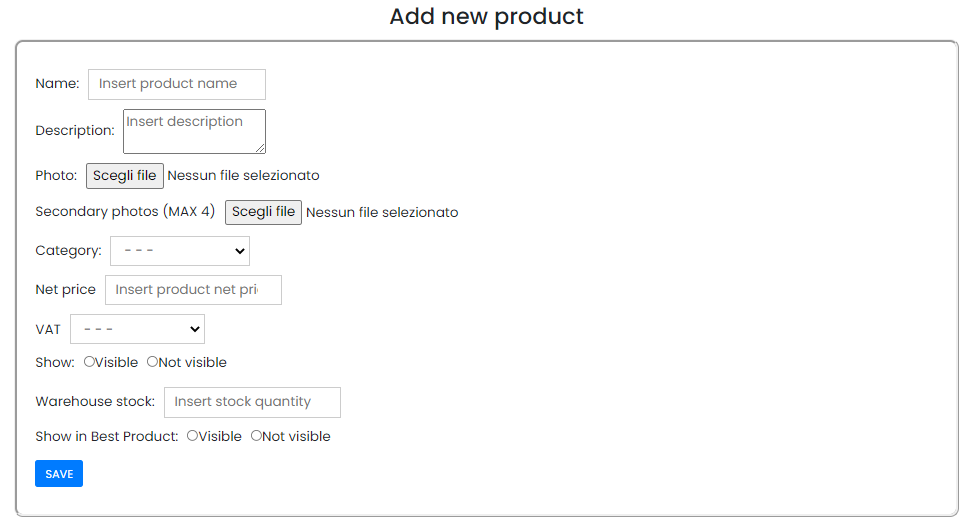 Add new product
Name: Insert product name
Description: Insert description
Photo: Scegli file Nessun file selezionato
Secondary photos (MAX 4) Scegli file Nessun file selezionato
Category: - - -
Net price Insert product net pri
VAT - - -
Show: Visible Not visible
Warehouse stock: Insert stock quantity
Show in Best Product: Visible Not visible
SAVE